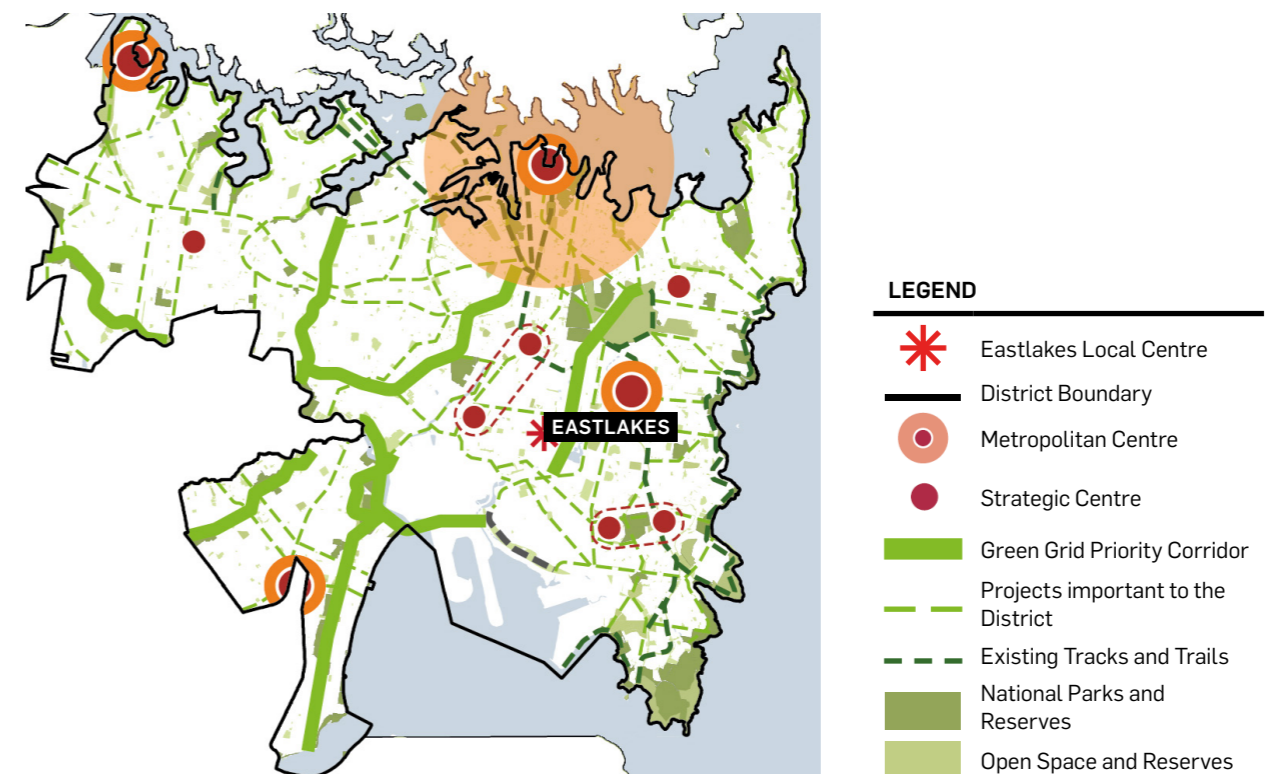 EASTLAKES
LEGEND
Eastlakes Local Centre
District Boundary
Metropolitan Centre
Strategic Centre
Green Grid Priority Corridor
Projects important to the
District
Existing Tracks and Trails
National Parks and
Reserves
Open Space and Reserves